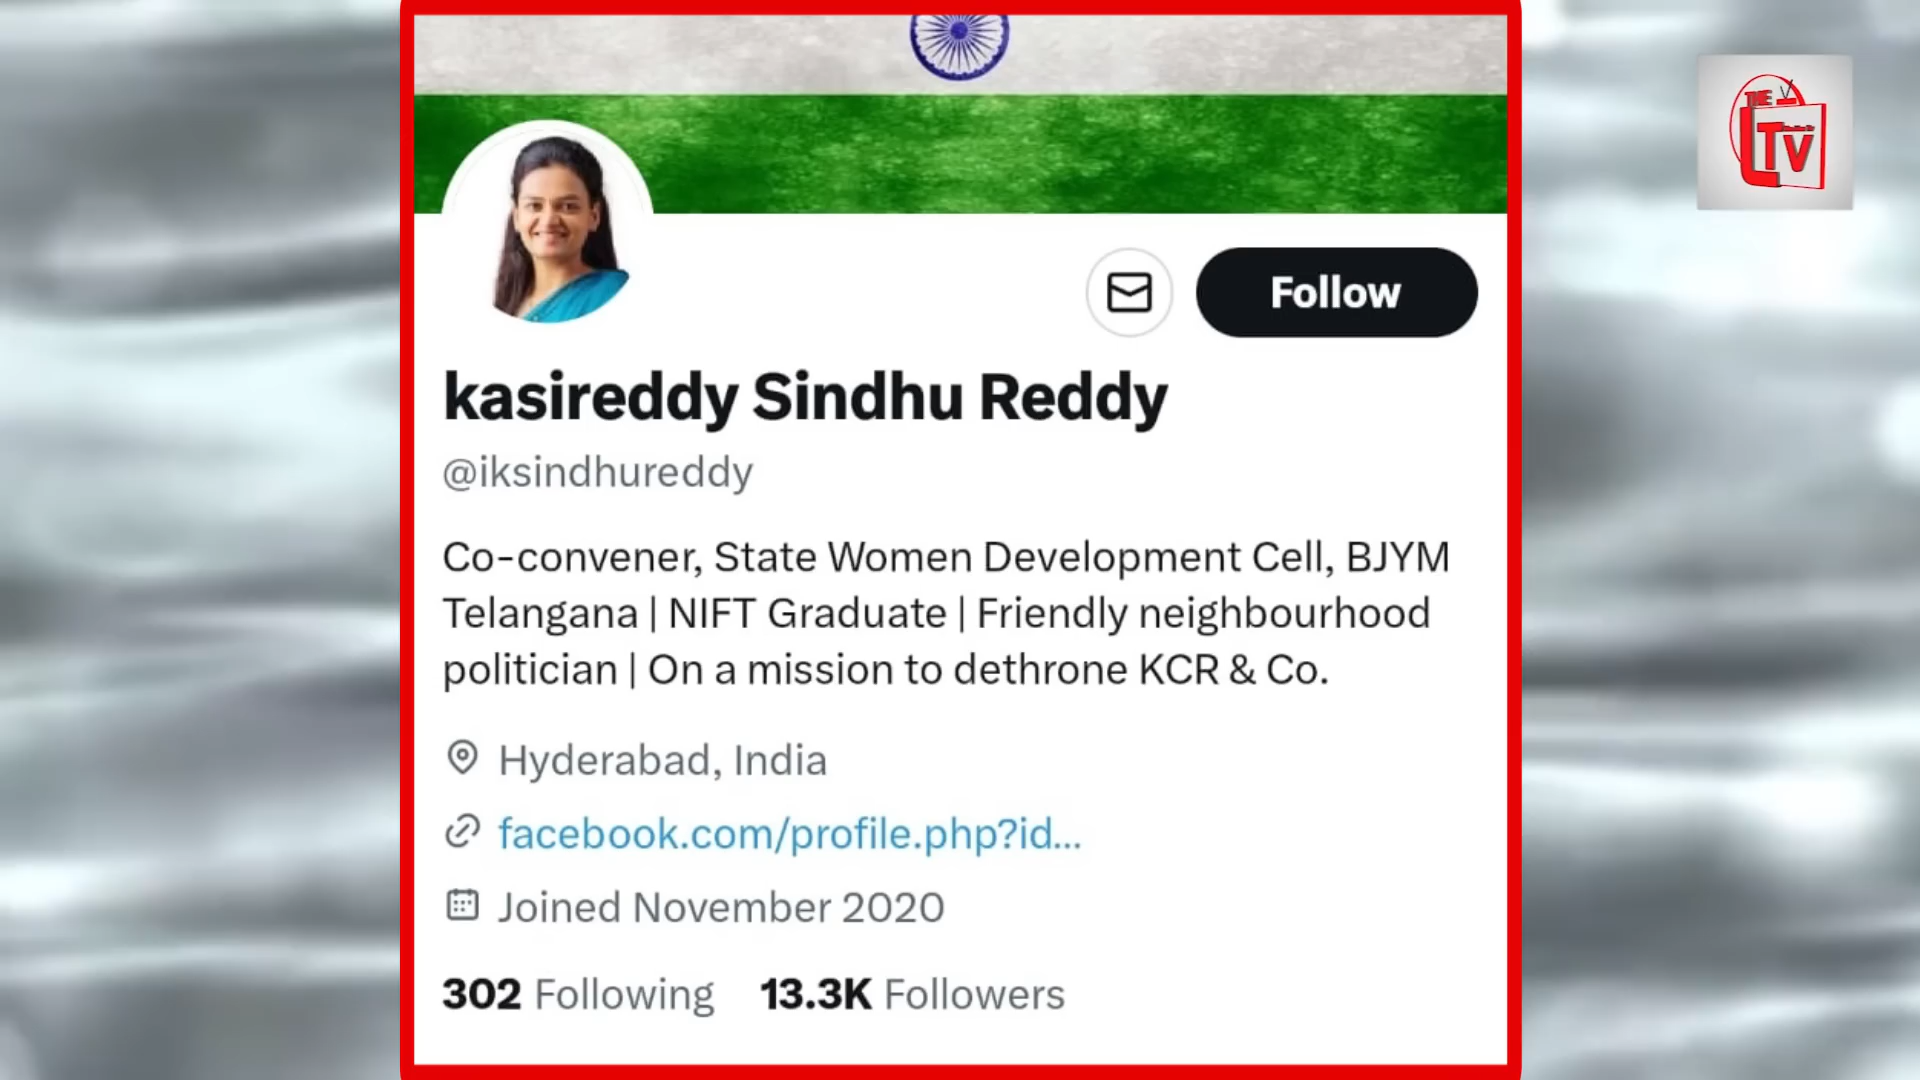 THE
TV
Follow
kasireddy Sindhu Reddy
@iksindhureddy
Co-convener, State Women Development Cell, BJYM
Telangana | NIFT Graduate | Friendly neighbourhood
politician | On a mission to dethrone KCR & Co.
Hyderabad, India
facebook.com/profile.php?id...
Joined November 2020
302 Following 13.3K Followers